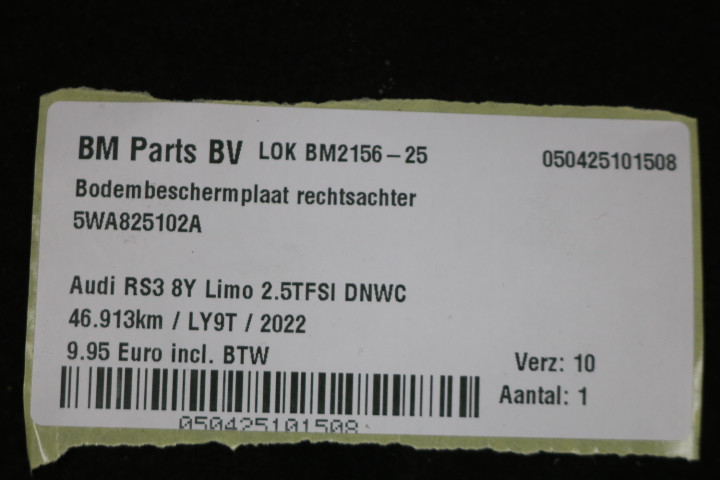 BM Parts BV LOK BM2156-25 050425101508
Bodembeschermplaat rechtsachter
5WA825102A
Audi RS3 8Y Limo 2.5TFSI DNWC
46.913km / LY9T / 2022
9.95 Euro incl. BTW
Verz: 10
Aantal: 1
050425101508